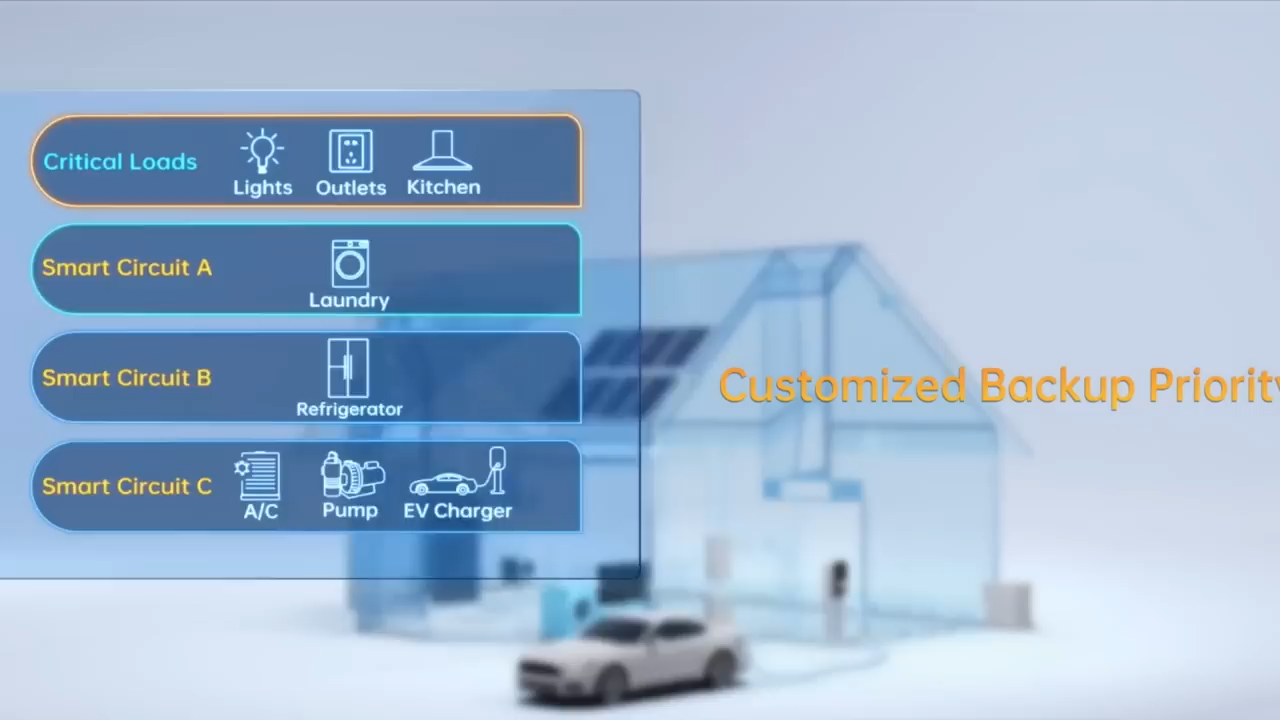 Critical Loads
Lights
Outlets
Kitchen
Smart Circuit A
Laundry
Smart Circuit B
Refrigerator
Smart Circuit C
A/C
Pump
EV Charger
Customized Backup Priority